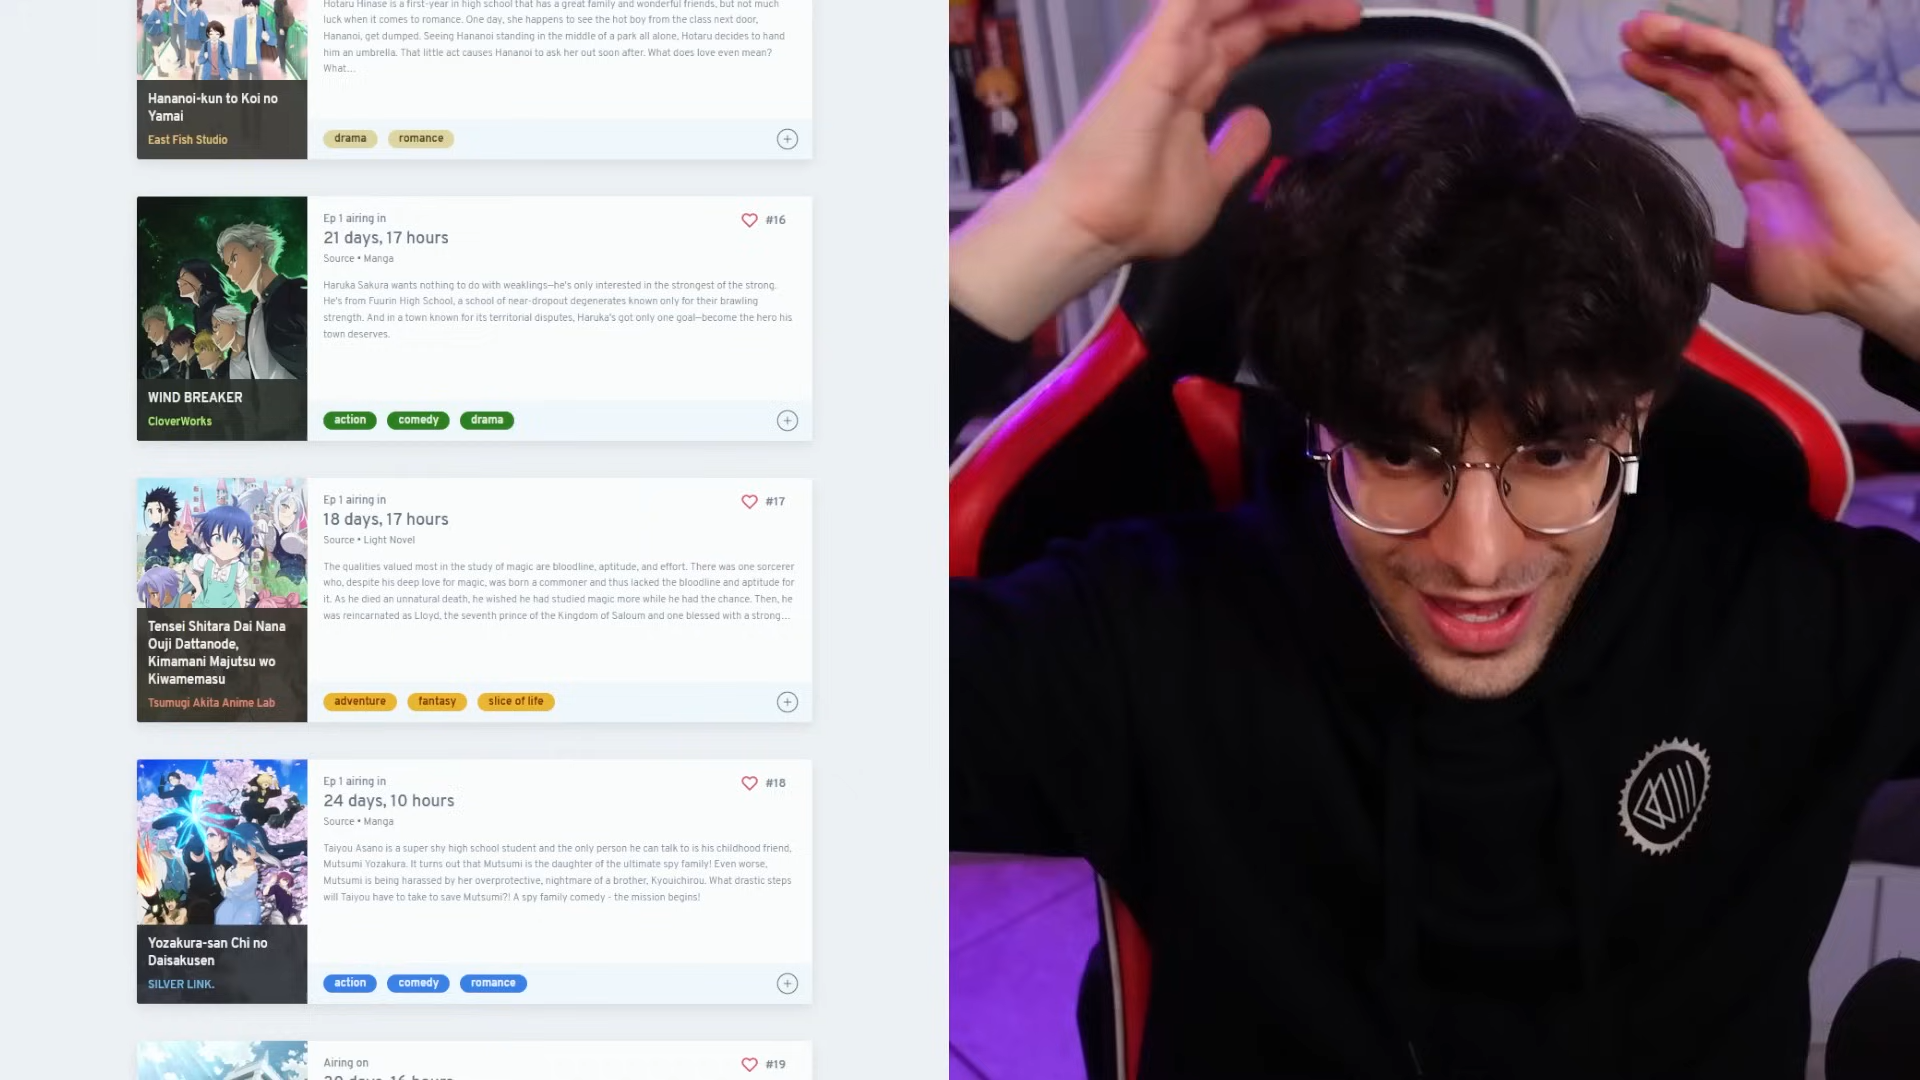 Hotaru Hinase is a first-year in high school that has a great family and wonderful friends, but not much
luck when it comes to romance. One day, she happens to see the hot boy from the class next door,
Hananoi, get dumped. Seeing Hananoi standing in the middle of a park all alone, Hotaru decides to hand
him an umbrella. That little act causes Hananoi to ask her out soon after. What does love even mean?
What...
Hananoi-kun to Koi no
Yamai
East Fish Studio
drama
romance
Ep 1 airing in
#16
21 days, 17 hours
Source • Manga
Haruka Sakura wants nothing to do with weaklings—he's only interested in the strongest of the strong.
He's from Fuurin High School, a school of near-dropout degenerates known only for their brawling
strength. And in a town known for its territorial disputes, Haruka's got only one goal—become the hero his
town deserves.
WIND BREAKER
CloverWorks
action
comedy
drama
Ep 1 airing in
#17
18 days, 17 hours
Source • Light Novel
The qualities valued most in the study of magic are bloodline, aptitude, and effort. There was one sorcerer
who, despite his deep love for magic, was born a commoner and thus lacked the bloodline and aptitude for
it. As he died an unnatural death, he wished he had studied magic more while he had the chance. Then, he
was reincarnated as Lloyd, the seventh prince of the Kingdom of Saloum and one blessed with a strong...
Tensei Shitara Dai Nana
Ouji Dattanode,
Kimamani Majutsu wo
Kiwamemasu
Tsumugi Akita Anime Lab
adventure
fantasy
slice of life
Ep 1 airing in
#18
24 days, 10 hours
Source • Manga
Taiyou Asano is a super shy high school student and the only person he can talk to is his childhood friend,
Mutsumi Yozakura. It turns out that Mutsumi is the daughter of the ultimate spy family! Even worse,
Mutsumi is being harassed by her overprotective, nightmare of a brother, Kyouichirou. What drastic steps
will Taiyou have to take to save Mutsumi?! A spy family comedy - the mission begins!
Yozakura-san Chi no
Daisakusen
SILVER LINK.
action
comedy
romance
Airing on
#19